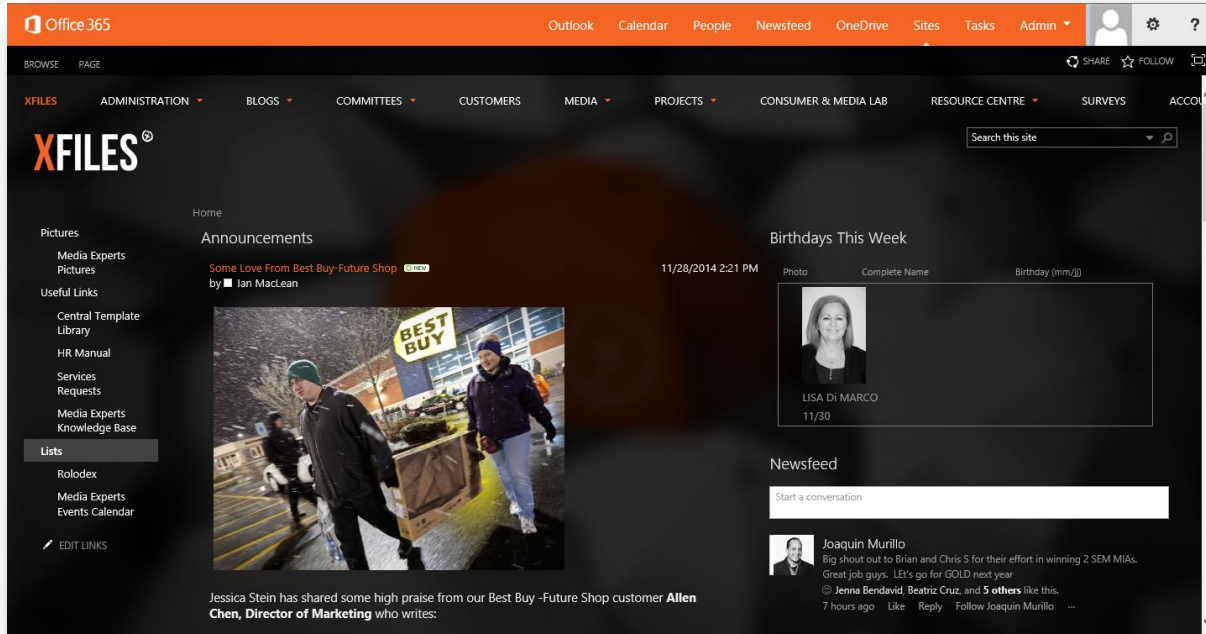 Office 365
Outlook Calendar People Newsfeed OneDrive Sites Tasks Admin ?
BROWSE PAGE
SHARE FOLLOW
XFILES ADMINISTRATION BLOGS COMMITTEES CUSTOMERS MEDIA PROJECTS CONSUMER & MEDIA LAB RESOURCE CENTRE SURVEYS ACCOU
XFILES
Search this site
Home
Pictures
Media Experts
Pictures
Useful Links
Central Template
Library
HR Manual
Services
Requests
Media Experts
Knowledge Base
Lists
Rolodex
Media Experts
Events Calendar
EDIT LINKS
Announcements
Some Love From Best Buy-Future Shop NEW
11/28/2014 2:21 PM
by Ian MacLean
BEST
BUY
Jessica Stein has shared some high praise from our Best Buy -Future Shop customer Allen
Chen, Director of Marketing who writes:
Birthdays This Week
Photo Complete Name Birthday (mm/jj)
LISA Di MARCO
11/30
Newsfeed
Start a conversation
Joaquin Murillo
Big shout out to Brian and Chris S for their effort in winning 2 SEM MIAs.
Great job guys. LEt's go for GOLD next year
Jenna Bendavid, Beatriz Cruz, and 5 others like this.
7 hours ago Like Reply Follow Joaquin Murillo ...